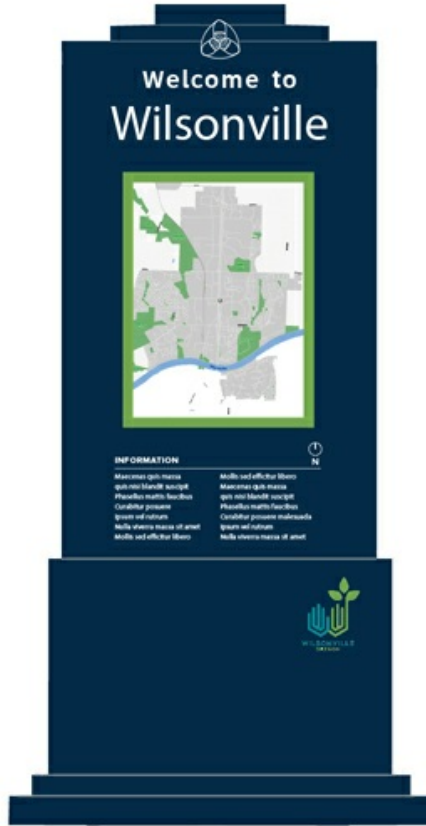 Welcome to
Wilsonville
INFORMATION
N
Maecenas quis massa
quis nisi blandit suscipit
Phasellus mattis faucibus
Curabitur posuere
Ipsum vel rutrum
Nulla viverra massa sit amet
Mollis sed efficitur libero
Mollis sed efficitur libero
Maecenas quis massa
quis nisi blandit suscipit
Phasellus mattis faucibus
Curabitur posuere malesuada
Ipsum vel rutrum
Nulla viverra massa sit amet
WILSONVILLE
OREGON